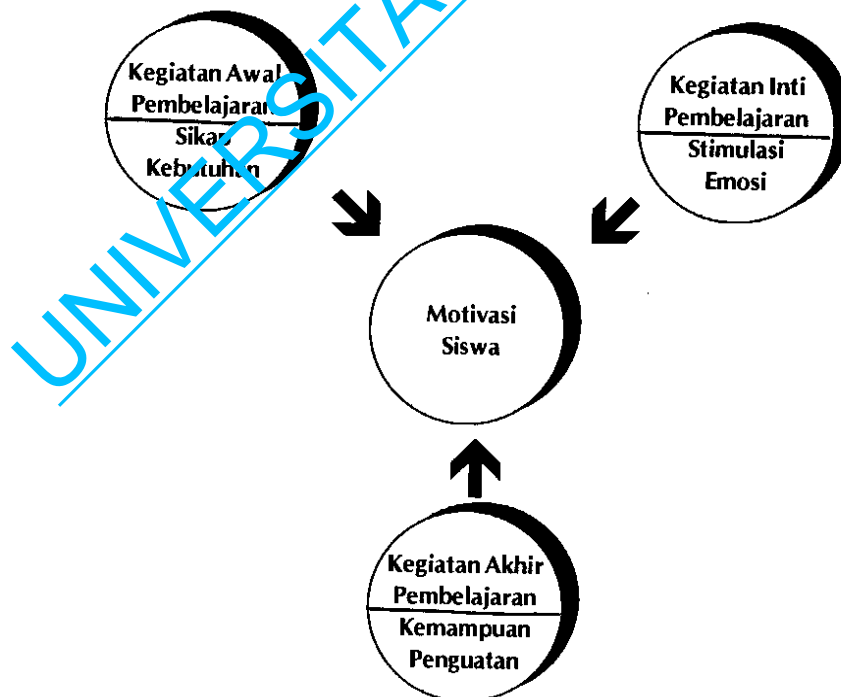 UNIVERSITA
Kegiatan Awal
Pembelajaran
Sikap
Kebutuhan
Kegiatan Inti
Pembelajaran
Stimulasi
Emosi
Motivasi
Siswa
Kegiatan Akhir
Pembelajaran
Kemampuan
Penguatan